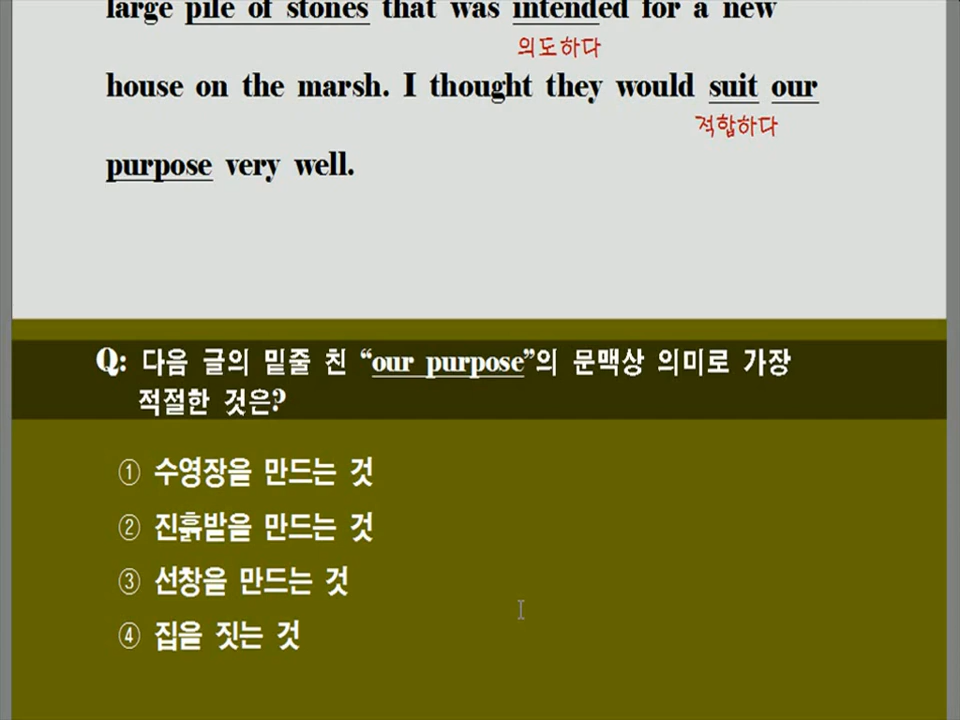 large pile of stones that was intended for a new
의도하다
house on the marsh. I thought they would suit our
적합하다
purpose very well.
Q: 다음 글의 밑줄 친 “our purpose”의 문맥상 의미로 가장
적절한 것은?
① 수영장을 만드는 것
② 진흙밭을 만드는 것
③ 선창을 만드는 것
④ 집을 짓는 것